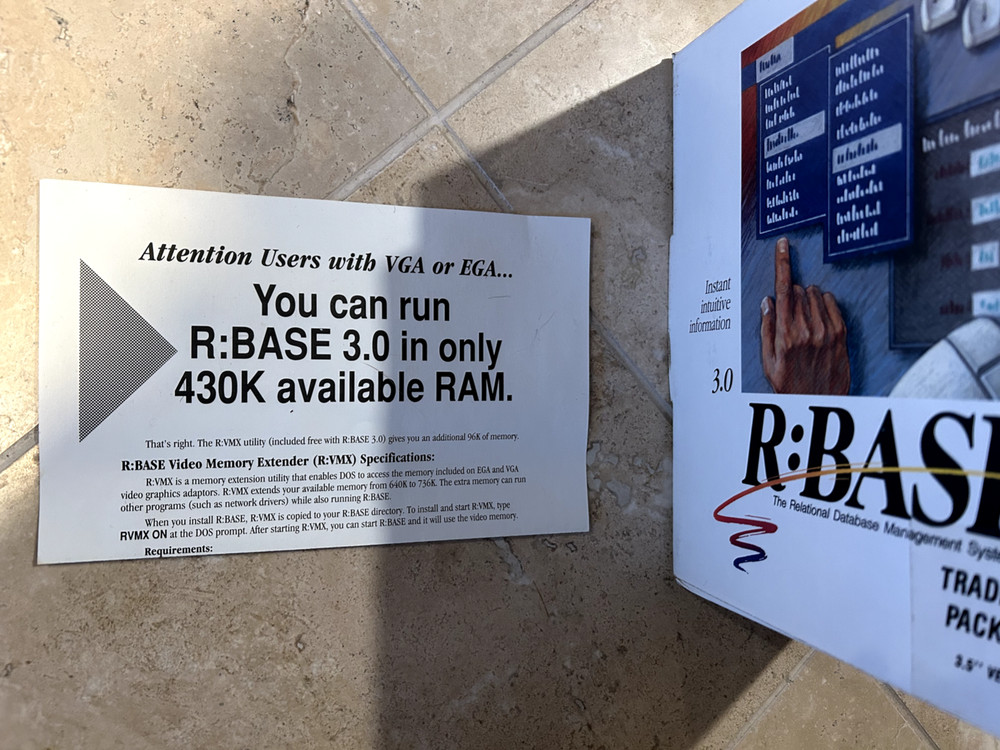 Attention Users with VGA or EGA...
You can run
R:BASE 3.0 in only
430K available RAM.
That's right. The R:VMX utility (included free with R:BASE 3.0) gives you an additional 96K of memory.
R:BASE Video Memory Extender (R:VMX) Specifications:
R:VMX is a memory extension utility that enables DOS to access the memory included on EGA and VGA
video graphics adaptors. R:VMX extends your available memory from 640K to 736K. The extra memory can run
other programs (such as network drivers) while also running R:BASE.
When you install R:BASE, R:VMX is copied to your R:BASE directory. To install and start R:VMX, type
RVMX ON at the DOS prompt. After starting R:VMX, you can start R:BASE and it will use the video memory.
Requirements:
Instant
intuitive
information
3.0
R:BASE
The Relational Database Management Syste
TRAD
PACK
3.5" VE